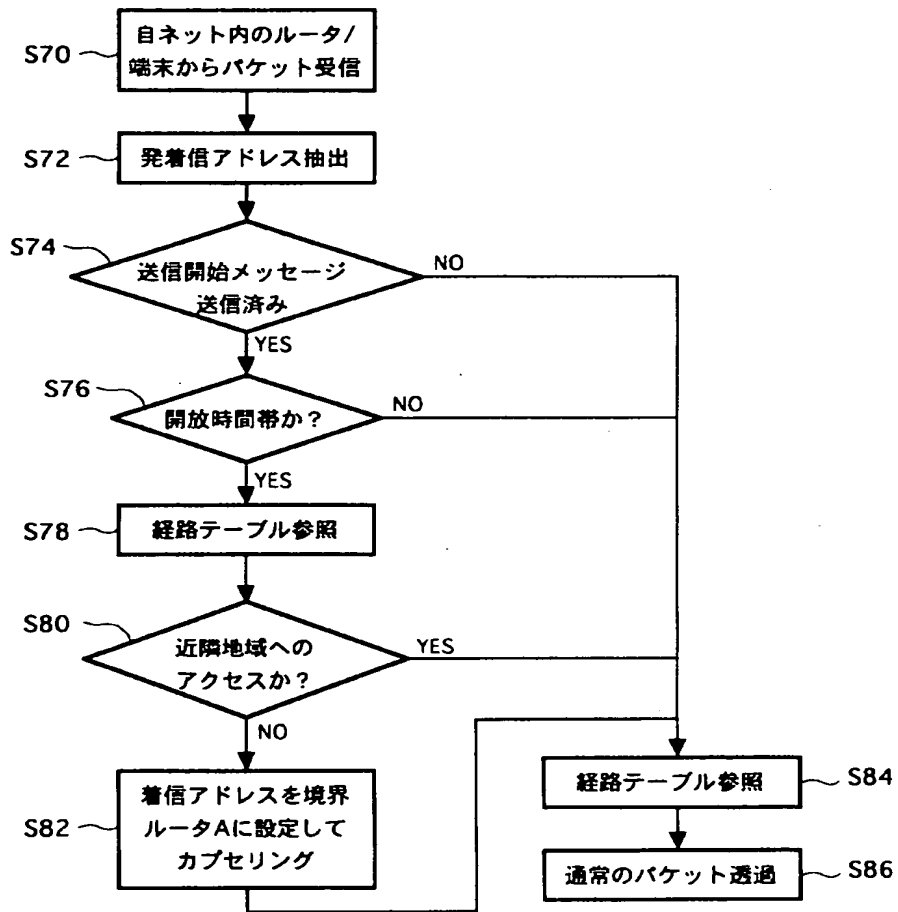 S70
自ネット内のルータ/
端末からパケット受信
S72
発着信アドレス抽出
S74
送信開始メッセージ
送信済み
NO
YES
S76
開放時間帯か？
NO
YES
S78
経路テーブル参照
S80
近隣地域への
アクセスか？
YES
NO
S82
着信アドレスを境界
ルータAに設定して
カプセリング
経路テーブル参照
S84
通常のパケット透過
S86